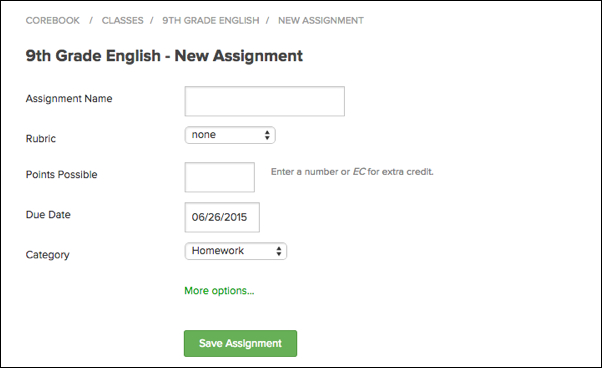 COREBOOK / CLASSES / 9TH GRADE ENGLISH / NEW ASSIGNMENT
9th Grade English - New Assignment
Assignment Name
Rubric none
Points Possible Enter a number or EC for extra credit.
Due Date 06/26/2015
Category Homework
More options...
Save Assignment